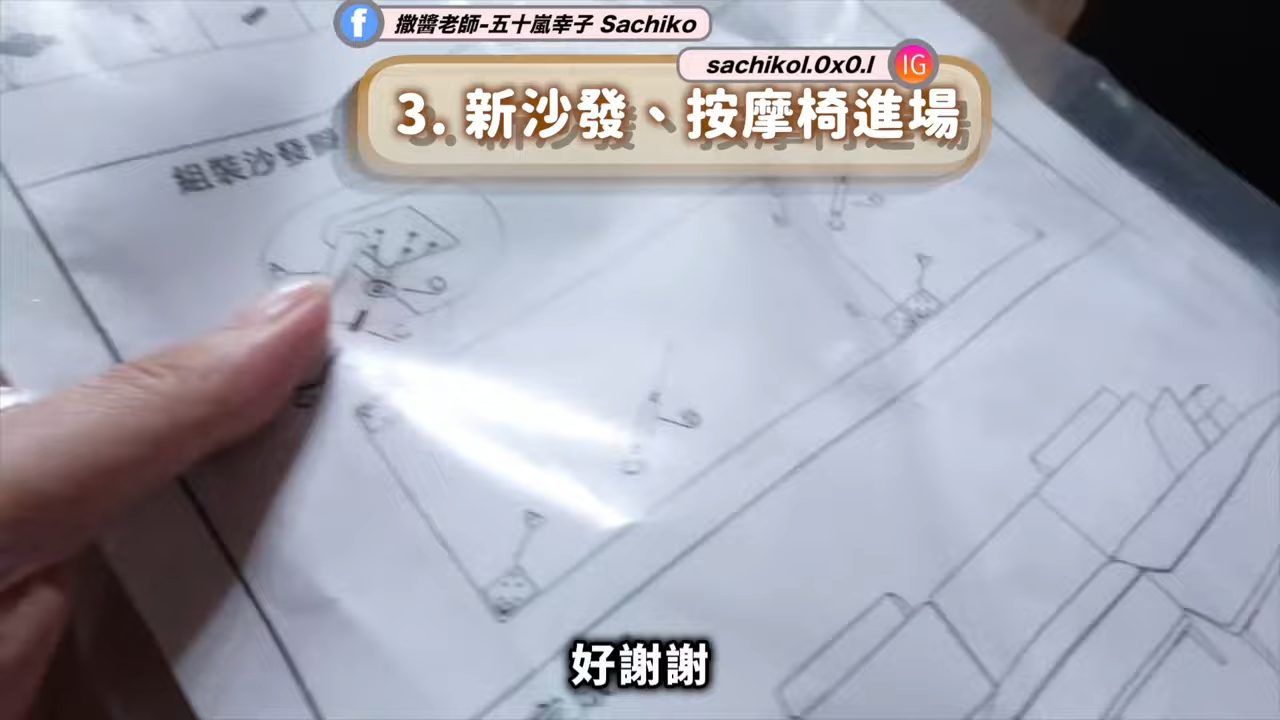 撒醬老師-五十嵐幸子 Sachiko
sachikol.0x0.l
IG
3. 新沙發、按摩椅進場
組裝沙發腳
好謝謝